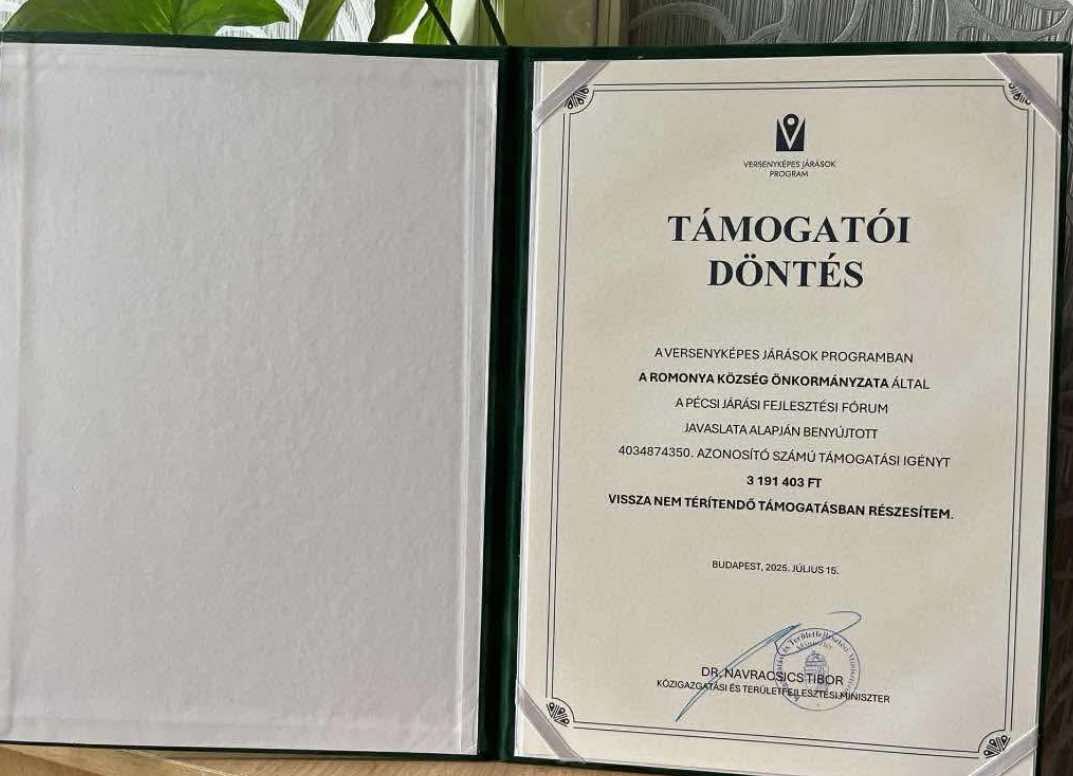 VERSENYKÉPES JÁRÁSOK
PROGRAM
TÁMOGATÓI
DÖNTÉS
A VERSENYKÉPES JÁRÁSOK PROGRAMBAN
A ROMONYA KÖZSÉG ÖNKORMÁNYZATA ÁLTAL
A PÉCSI JÁRÁSI FEJLESZTÉSI FÓRUM
JAVASLATA ALAPJÁN BENYÚJTOTT
4034874350. AZONOSÍTÓ SZÁMÚ TÁMOGATÁSI IGÉNYT
3 191 403 FT
VISSZA NEM TÉRÍTENDŐ TÁMOGATÁSBAN RÉSZESÍTEM.
BUDAPEST, 2025. JÚLIUS 15.
DR. NAVRACSICS TIBOR
KÖZIGAZGATÁSI ÉS TERÜLETFEJLESZTÉSI MINISZTER